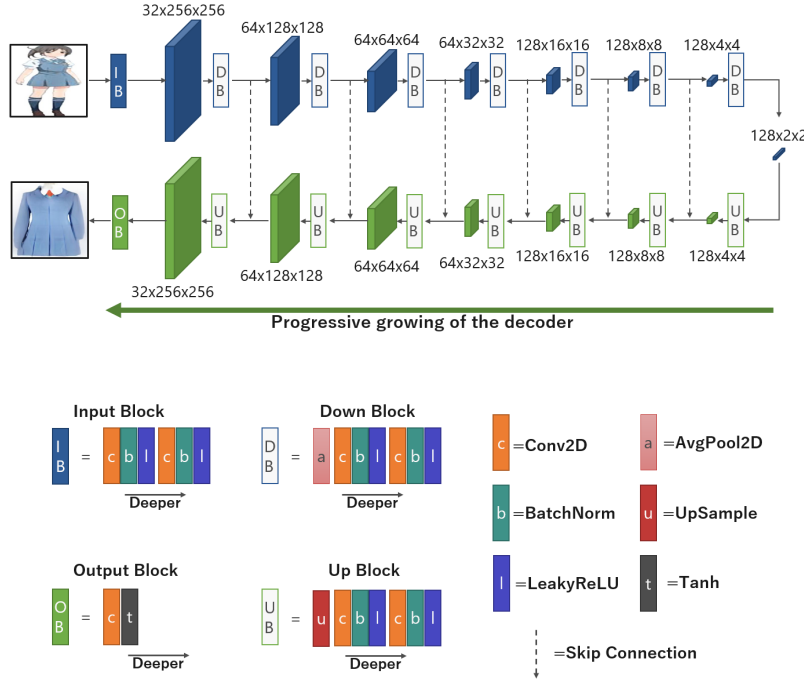 32x256x256
64x128x128
64x64x64
64x32x32
128x16x16
128x8x8
128x4x4
I
B
D
B
D
B
D
B
D
B
D
B
D
B
D
B
128x2x2
O
B
U
B
U
B
U
B
U
B
U
B
U
B
U
B
32x256x256
64x128x128
64x64x64
64x32x32
128x16x16
128x8x8
128x4x4
Progressive growing of the decoder
Input Block
I
B
= c b l c b l
Deeper
Down Block
D
B
= a c b l c b l
Deeper
c =Conv2D
a =AvgPool2D
b =BatchNorm
u =UpSample
Output Block
O
B
= c t
Deeper
Up Block
U
B
= u c b l c b l
Deeper
l =LeakyReLU
t =Tanh
=Skip Connection